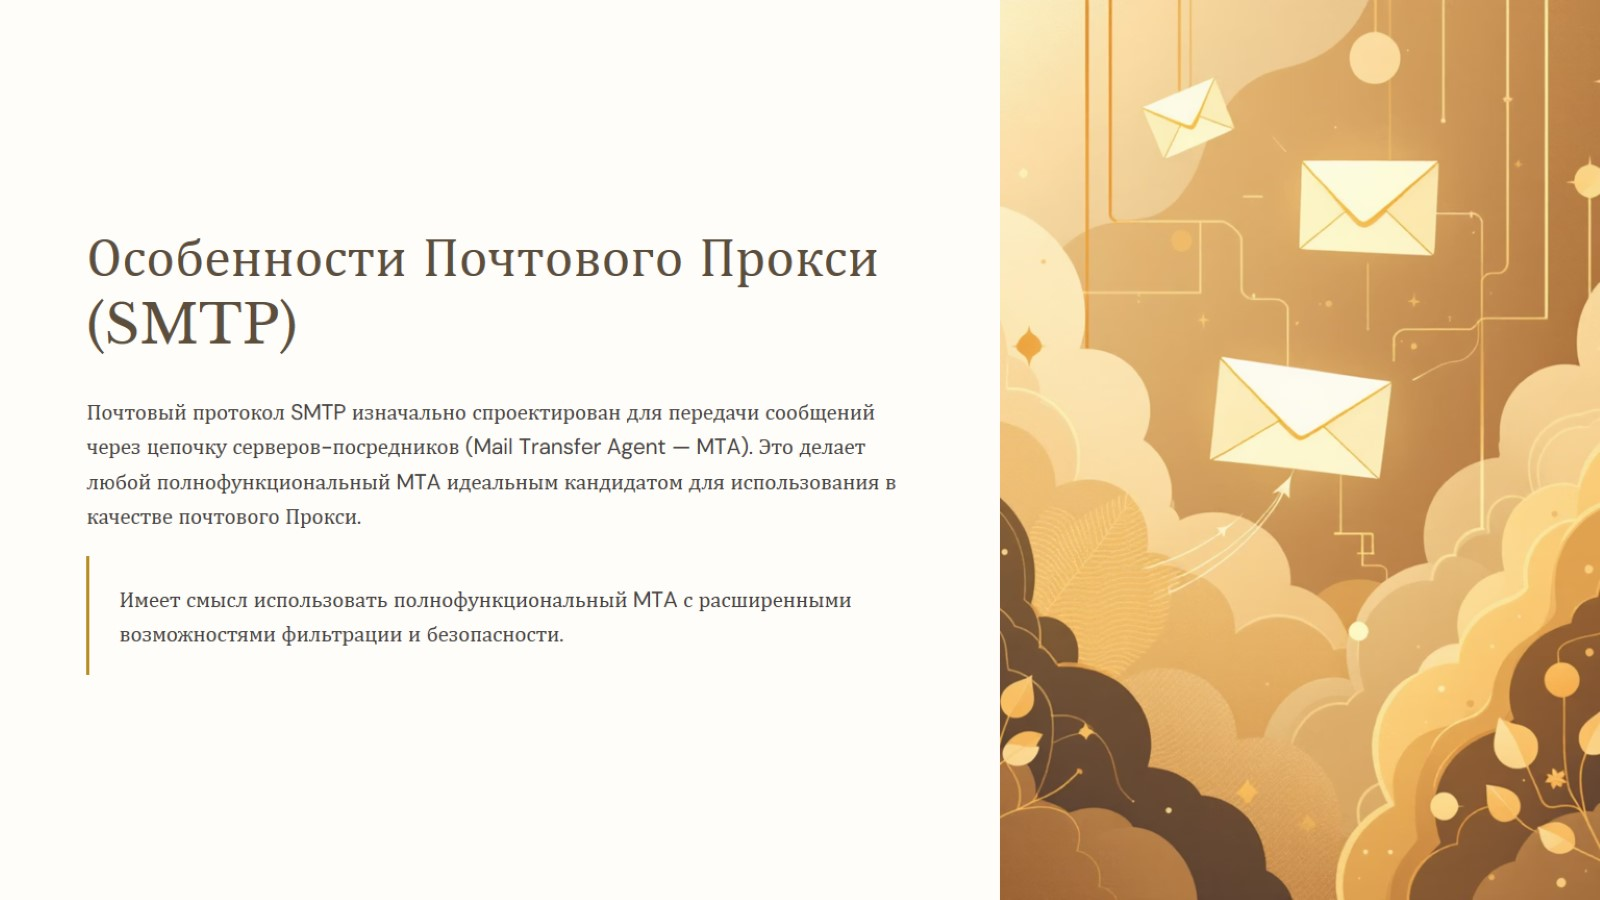 Особенности Почтового Прокси
(SMTP)
Почтовый протокол SMTP изначально спроектирован для передачи сообщений
через цепочку серверов-посредников (Mail Transfer Agent — MTA). Это делает
любой полнофункциональный MTA идеальным кандидатом для использования в
качестве почтового Прокси.
Имеет смысл использовать полнофункциональный MTA с расширенными
возможностями фильтрации и безопасности.